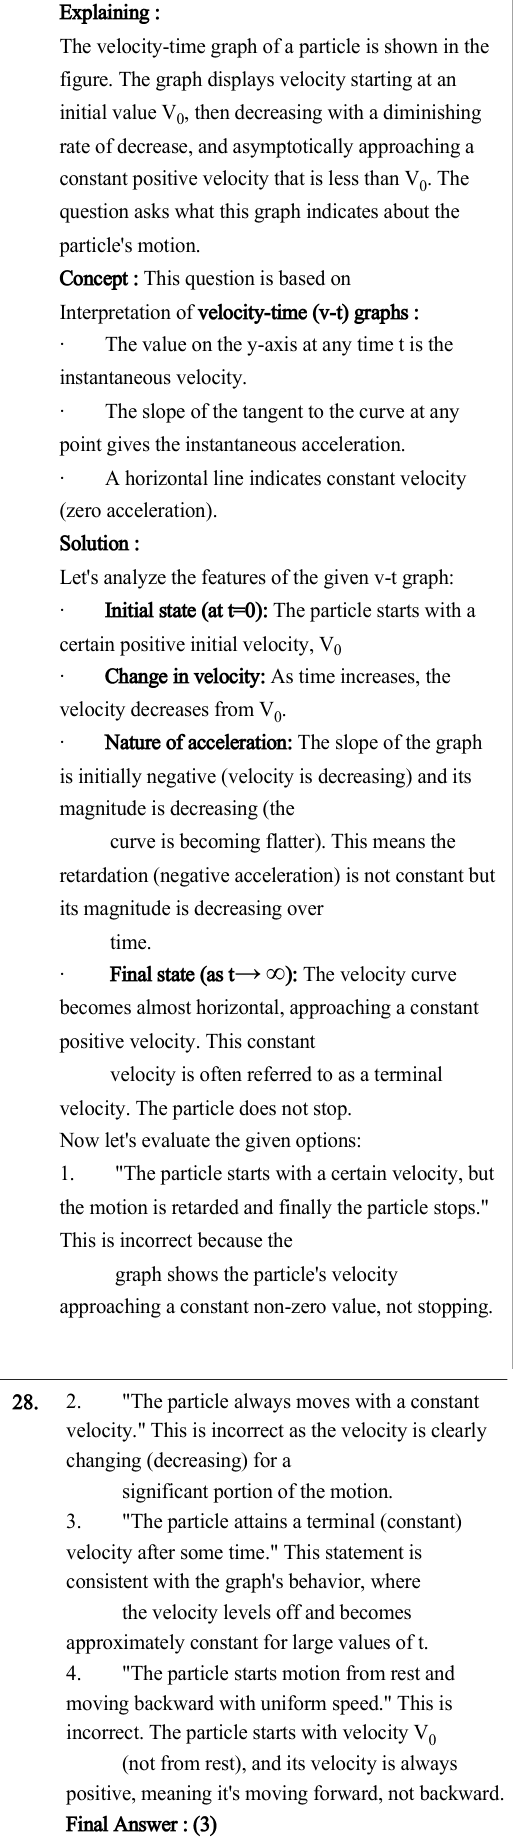 Explaining :
The velocity-time graph of a particle is shown in the
figure. The graph displays velocity starting at an
initial value V₀, then decreasing with a diminishing
rate of decrease, and asymptotically approaching a
constant positive velocity that is less than V₀. The
question asks what this graph indicates about the
particle's motion.
Concept : This question is based on
Interpretation of velocity-time (v-t) graphs :
· The value on the y-axis at any time t is the
instantaneous velocity.
· The slope of the tangent to the curve at any
point gives the instantaneous acceleration.
· A horizontal line indicates constant velocity
(zero acceleration).
Solution :
Let's analyze the features of the given v-t graph:
· Initial state (at t=0): The particle starts with a
certain positive initial velocity, V₀
· Change in velocity: As time increases, the
velocity decreases from V₀.
· Nature of acceleration: The slope of the graph
is initially negative (velocity is decreasing) and its
magnitude is decreasing (the
curve is becoming flatter). This means the
retardation (negative acceleration) is not constant but
its magnitude is decreasing over
time.
· Final state (as t⟶ ∞): The velocity curve
becomes almost horizontal, approaching a constant
positive velocity. This constant
velocity is often referred to as a terminal
velocity. The particle does not stop.
Now let's evaluate the given options:
1. "The particle starts with a certain velocity, but
the motion is retarded and finally the particle stops."
This is incorrect because the
graph shows the particle's velocity
approaching a constant non-zero value, not stopping.
28. 2. "The particle always moves with a constant
velocity." This is incorrect as the velocity is clearly
changing (decreasing) for a
significant portion of the motion.
3. "The particle attains a terminal (constant)
velocity after some time." This statement is
consistent with the graph's behavior, where
the velocity levels off and becomes
approximately constant for large values of t.
4. "The particle starts motion from rest and
moving backward with uniform speed." This is
incorrect. The particle starts with velocity V₀
(not from rest), and its velocity is always
positive, meaning it's moving forward, not backward.
Final Answer : (3)